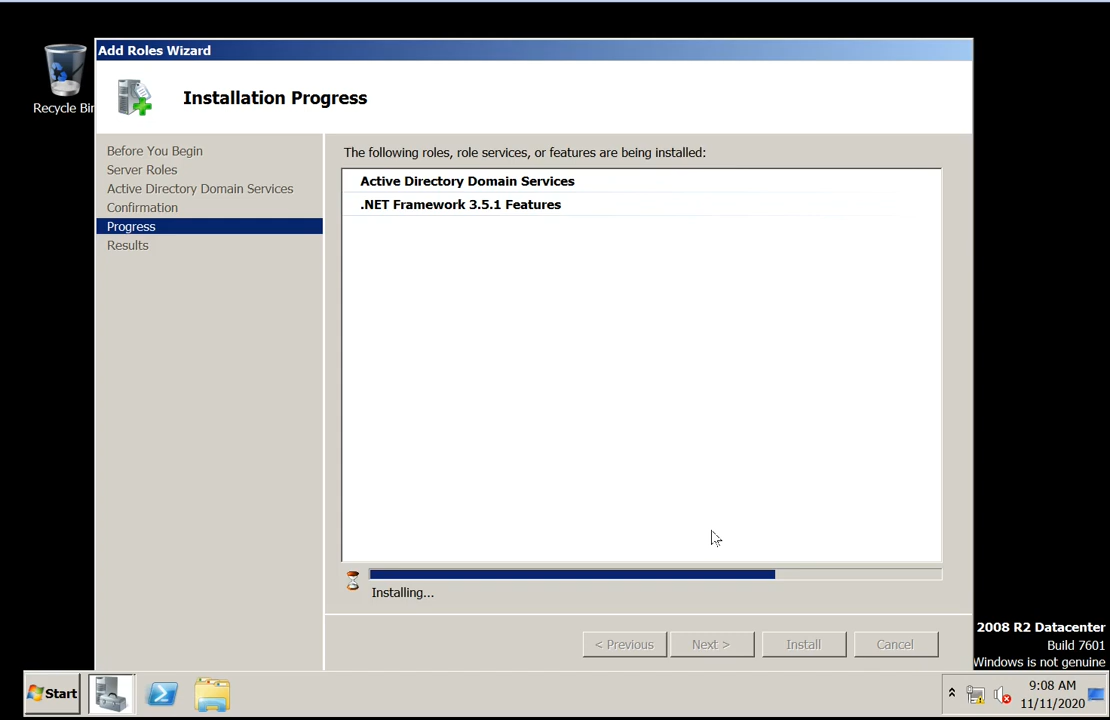 Add Roles Wizard
Recycle Bin
Installation Progress
Before You Begin
Server Roles
Active Directory Domain Services
Confirmation
Progress
Results
The following roles, role services, or features are being installed:
Active Directory Domain Services
.NET Framework 3.5.1 Features
Installing...
< Previous
Next >
Install
Cancel
2008 R2 Datacenter
Build 7601
Windows is not genuine
Start
9:08 AM
11/11/2020